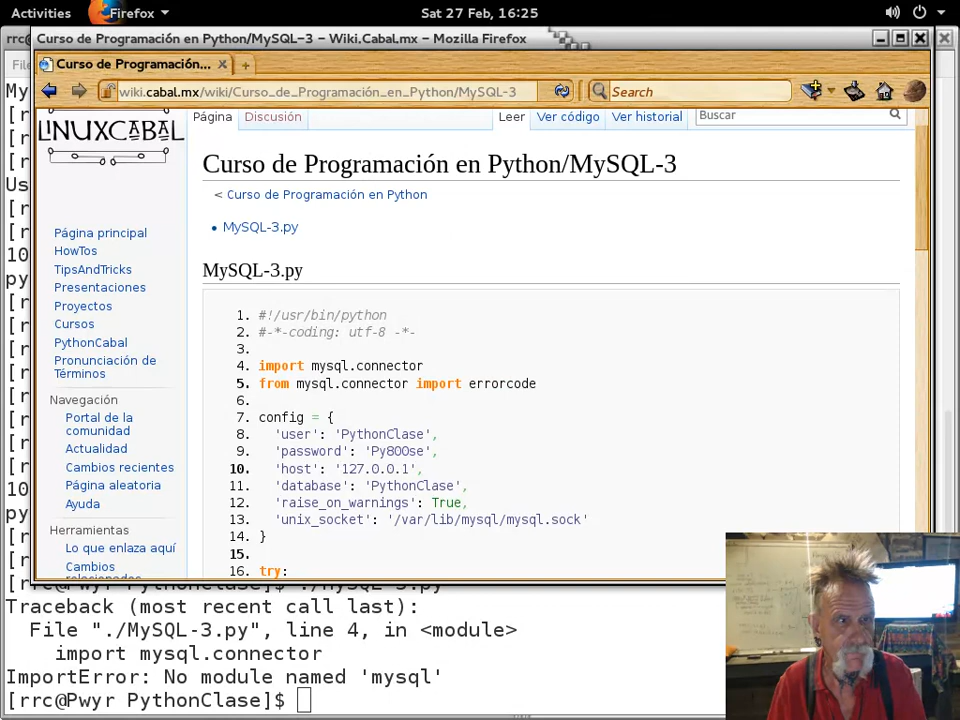 Activities Firefox Sat 27 Feb, 16:25
Curso de Programación en Python/MySQL-3 – Wiki.Cabal.mx – Mozilla Firefox
Curso de Programación...
wiki.cabal.mx/wiki/Curso_de_Programación_en_Python/MySQL-3
Search
LINUXCABAL
Página Discusión Leer Ver código Ver historial Buscar
Curso de Programación en Python/MySQL-3
< Curso de Programación en Python
MySQL-3.py
MySQL-3.py
Página principal
HowTos
TipsAndTricks
Presentaciones
Proyectos
Cursos
PythonCabal
Pronunciación de
Términos
Navegación
Portal de la
comunidad
Actualidad
Cambios recientes
Página aleatoria
Ayuda
Herramientas
Lo que enlaza aquí
Cambios
relacionados
1. #!/usr/bin/python
2. #-*-coding: utf-8 -*-
3.
4. import mysql.connector
5. from mysql.connector import errorcode
6.
7. config = {
8. 'user': 'PythonClase',
9. 'password': 'Py800se',
10. 'host': '127.0.0.1',
11. 'database': 'PythonClase',
12. 'raise_on_warnings': True,
13. 'unix_socket': '/var/lib/mysql/mysql.sock'
14. }
15.
16. try:
[rrc@Pwyr PythonClase]$ ./MySQL-3.py
Traceback (most recent call last):
File "./MySQL-3.py", line 4, in <module>
import mysql.connector
ImportError: No module named 'mysql'
[rrc@Pwyr PythonClase]$